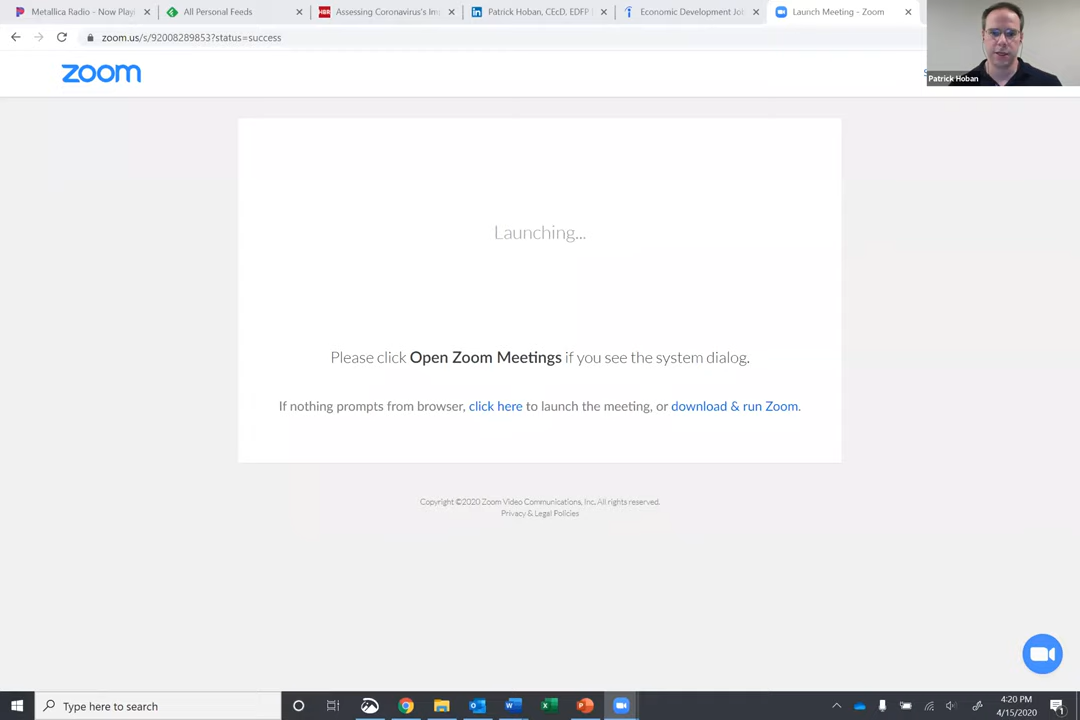 Metallica Radio - Now Playi
All Personal Feeds
HBR
Assessing Coronavirus's Im
in
Patrick Hoban, CEcD, EDFP
Economic Development Jo
Launch Meeting - Zoom
zoom.us/s/92008289853?status=success
zoom
Patrick Hoban
Launching...
Please click Open Zoom Meetings if you see the system dialog.
If nothing prompts from browser, click here to launch the meeting, or download & run Zoom.
Copyright ©2020 Zoom Video Communications, Inc. All rights reserved.
Privacy & Legal Policies
Type here to search
4:20 PM
4/15/2020